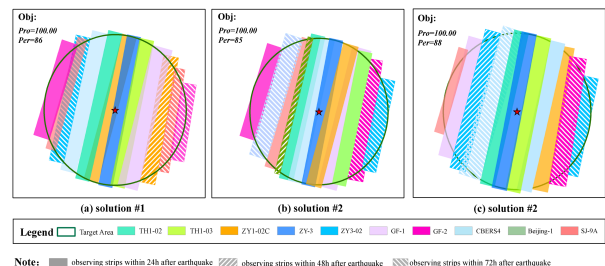 Obj:
Pro=100.00
Per=86
Obj:
Pro=100.00
Per=85
Obj:
Pro=100.00
Per=88
(a) solution #1
(b) solution #2
(c) solution #2
Legend Target Area TH1-02 TH1-03 ZY1-02C ZY-3 ZY3-02 GF-1 GF-2 CBERS4 Beijing-1 SJ-9A
Note: observing strips within 24h after earthquake observing strips within 48h after earthquake observing strips within 72h after earthquake